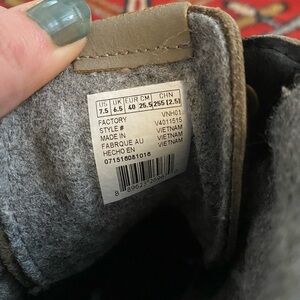 US UK EUR CM CHN
7.5 6.5 40 25.5 255 (2.5)
FACTORY VNH01
STYLE # V4011515
MADE IN VIETNAM
FABRIQUE AU VIETNAM
HECHO EN VIETNAM
071516081016